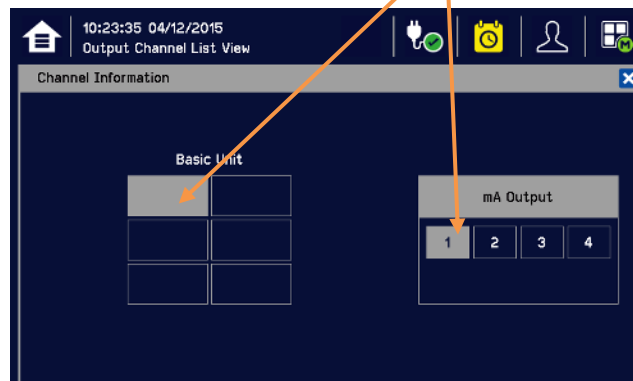 10:23:35 04/12/2015
Output Channel List View
M
Channel Information
Basic Unit
mA Output
1 2 3 4